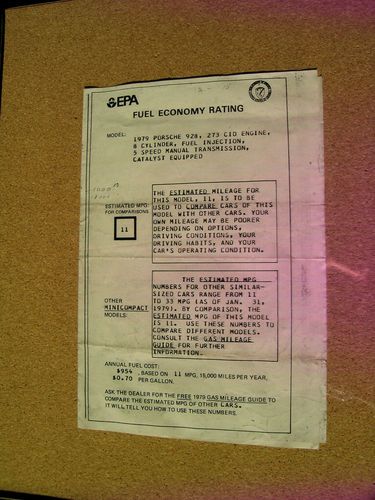 EPA
FUEL ECONOMY RATING
MODEL: 1979 PORSCHE 928, 273 CID ENGINE,
8 CYLINDER, FUEL INJECTION,
5 SPEED MANUAL TRANSMISSION,
CATALYST EQUIPPED
ESTIMATED MPG
FOR COMPARISONS
11
THE ESTIMATED MILEAGE FOR
THIS MODEL, 11, IS TO BE
USED TO COMPARE CARS OF THIS
MODEL WITH OTHER CARS. YOUR
OWN MILEAGE MAY BE POORER
DEPENDING ON OPTIONS,
DRIVING CONDITIONS, YOUR
DRIVING HABITS, AND YOUR
CAR'S OPERATING CONDITION.
OTHER
MINICOMPACT
MODELS:
THE ESTIMATED MPG
NUMBERS FOR OTHER SIMILAR-
SIZED CARS RANGE FROM 11
TO 33 MPG (AS OF JAN. 31,
1979). BY COMPARISON, THE
ESTIMATED MPG OF THIS MODEL
IS 11. USE THESE NUMBERS TO
COMPARE DIFFERENT MODELS.
CONSULT THE GAS MILEAGE
GUIDE FOR FURTHER
INFORMATION.
ANNUAL FUEL COST:
$954 , BASED ON 11 MPG, 15,000 MILES PER YEAR,
$0.70 PER GALLON.
ASK THE DEALER FOR THE FREE 1979 GAS MILEAGE GUIDE TO
COMPARE THE ESTIMATED MPG OF OTHER CARS.
IT WILL TELL YOU HOW TO USE THESE NUMBERS.